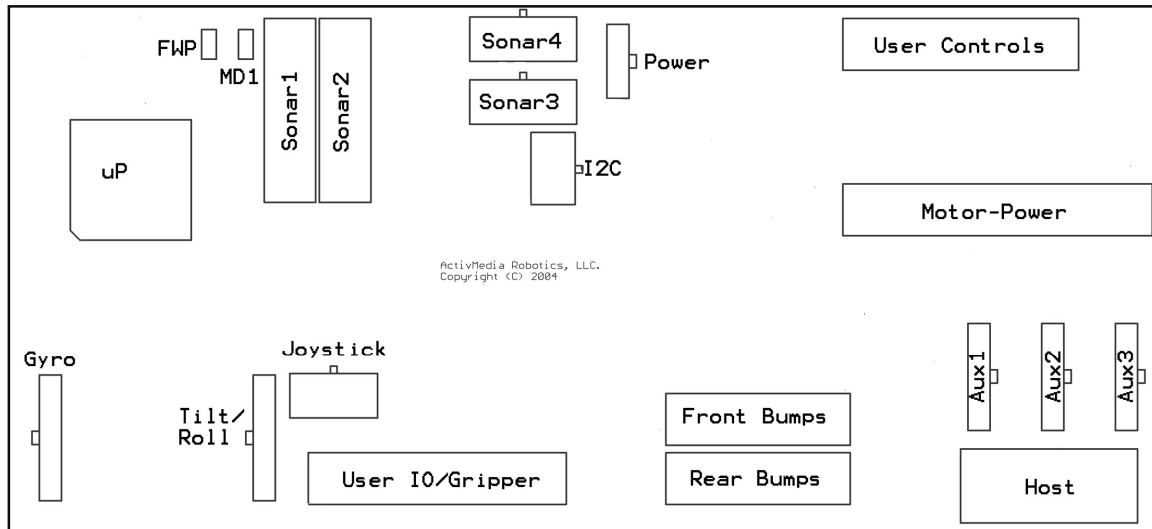 FWP
MD1
Sonar1
Sonar2
Sonar4
Sonar3
Power
User Controls
uP
I2C
Motor-Power
ActivMedia Robotics, LLC.
Copyright (C) 2004
Gyro
Tilt/
Roll
Joystick
User IO/Gripper
Front Bumps
Rear Bumps
Aux1
Aux2
Aux3
Host